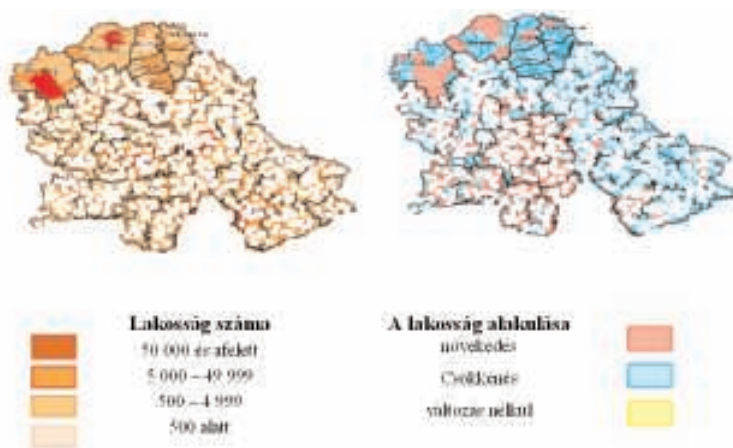 Lakosság száma
50 000 és afelett
5 000 – 49 999
500 – 4 999
500 alatt
A lakosság alakulása
növekedés
Csökkenés
változás nélkül